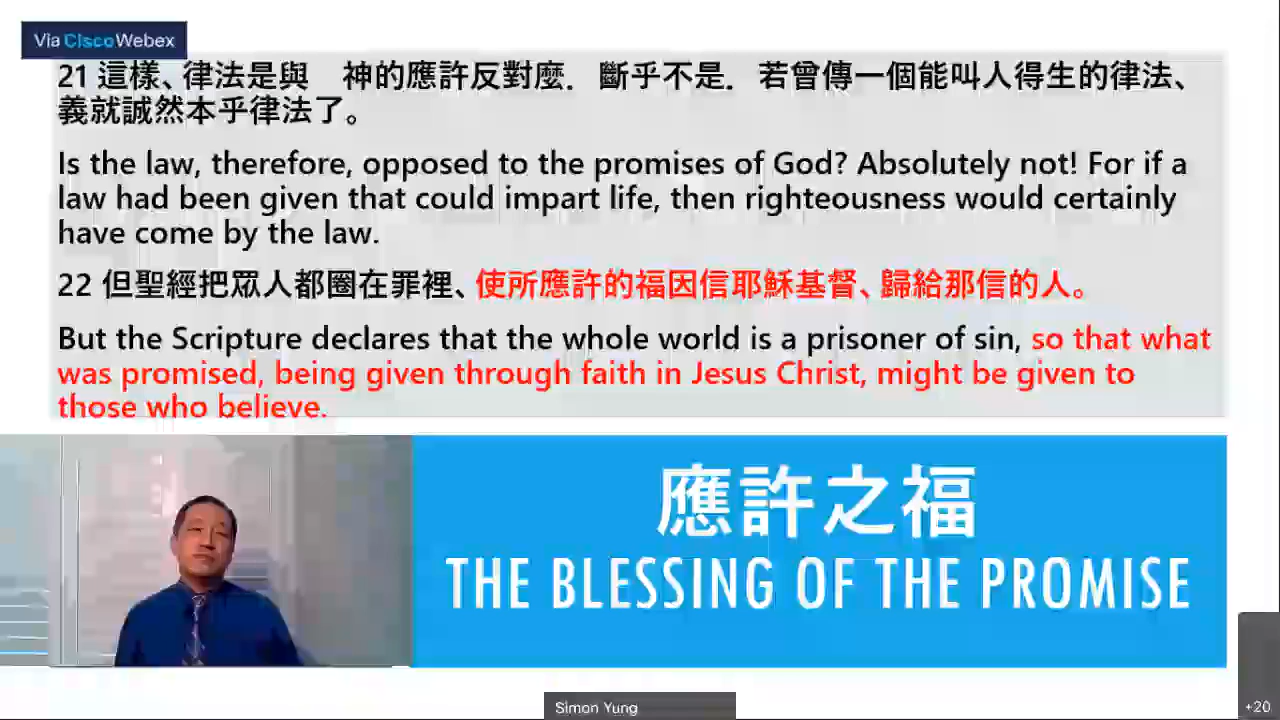 Via Cisco Webex
21 這樣、律法是與　神的應許反對麼．斷乎不是．若曾傳一個能叫人得生的律法、
義就誠然本乎律法了。
Is the law, therefore, opposed to the promises of God? Absolutely not! For if a
law had been given that could impart life, then righteousness would certainly
have come by the law.
22 但聖經把眾人都圈在罪裡、使所應許的福因信耶穌基督、歸給那信的人。
But the Scripture declares that the whole world is a prisoner of sin, so that what
was promised, being given through faith in Jesus Christ, might be given to
those who believe.
應許之福
THE BLESSING OF THE PROMISE
Simon Yung
+20